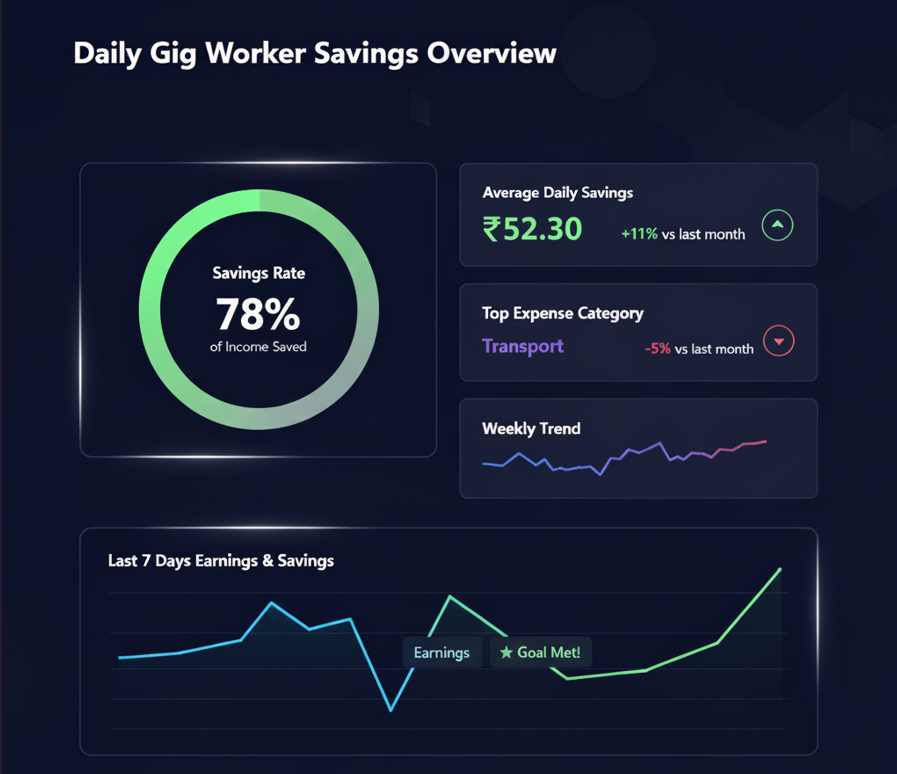 Daily Gig Worker Savings Overview
Savings Rate
78%
of Income Saved
Average Daily Savings
₹52.30
+11% vs last month
Top Expense Category
Transport
-5% vs last month
Weekly Trend
Last 7 Days Earnings & Savings
Earnings
★ Goal Met!